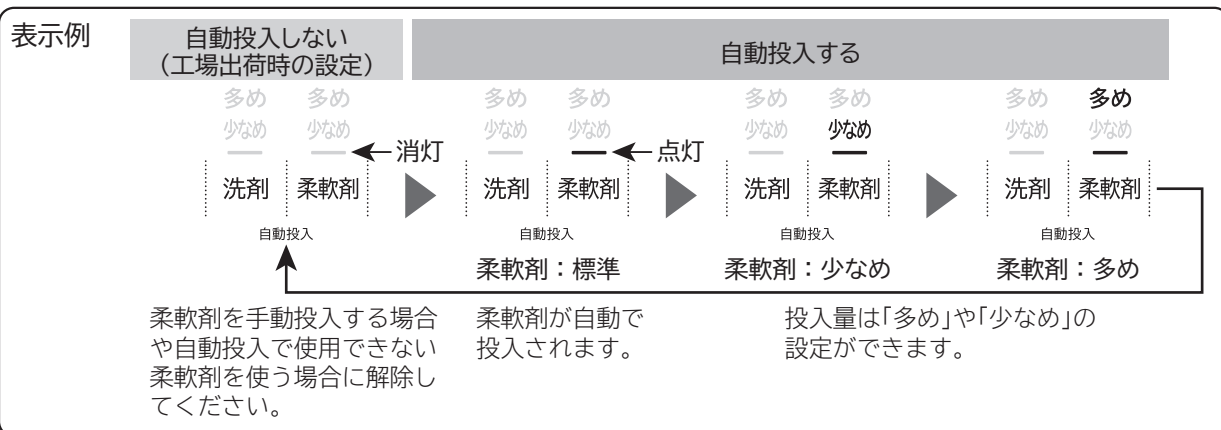 表示例
自動投入しない
（工場出荷時の設定）
自動投入する
多め 多め
少なめ 少なめ
消灯
洗剤 柔軟剤
自動投入
多め 多め
少なめ 少なめ
点灯
洗剤 柔軟剤
自動投入
柔軟剤：標準
多め 多め
少なめ 少なめ
洗剤 柔軟剤
自動投入
柔軟剤：少なめ
多め 多め
少なめ 少なめ
洗剤 柔軟剤
自動投入
柔軟剤：多め
柔軟剤を手動投入する場合
や自動投入で使用できない
柔軟剤を使う場合に解除し
てください。
柔軟剤が自動で
投入されます。
投入量は「多め」や「少なめ」の
設定ができます。